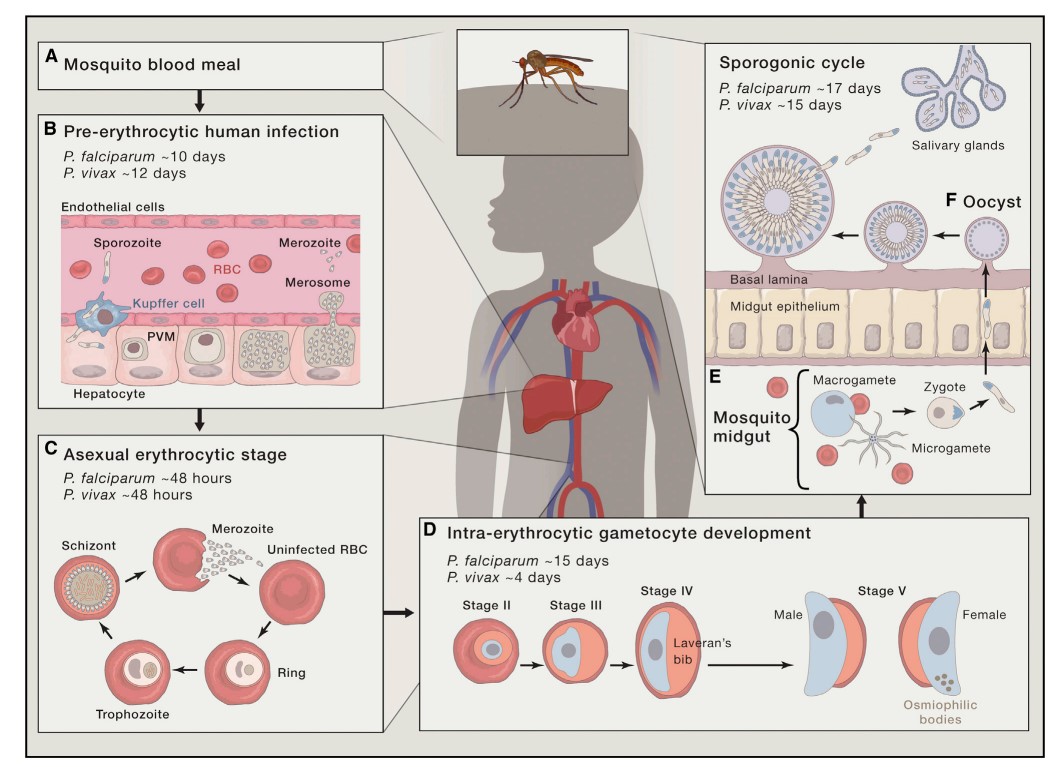 A Mosquito blood meal
B Pre-erythrocytic human infection
P. falciparum ~10 days
P. vivax ~12 days
Endothelial cells
Sporozoite
Merozoite
RBC
Merosome
Kupffer cell
PVM
Hepatocyte
C Asexual erythrocytic stage
P. falciparum ~48 hours
P. vivax ~48 hours
Merozoite
Schizont
Uninfected RBC
Ring
Trophozoite
D Intra-erythrocytic gametocyte development
P. falciparum ~15 days
P. vivax ~4 days
Stage II
Stage III
Stage IV
Stage V
Male
Female
Laveran's
bib
Osmiophilic
bodies
E
Mosquito
midgut
Macrogamete
Zygote
Microgamete
Sporogonic cycle
P. falciparum ~17 days
P. vivax ~15 days
Salivary glands
F Oocyst
Basal lamina
Midgut epithelium